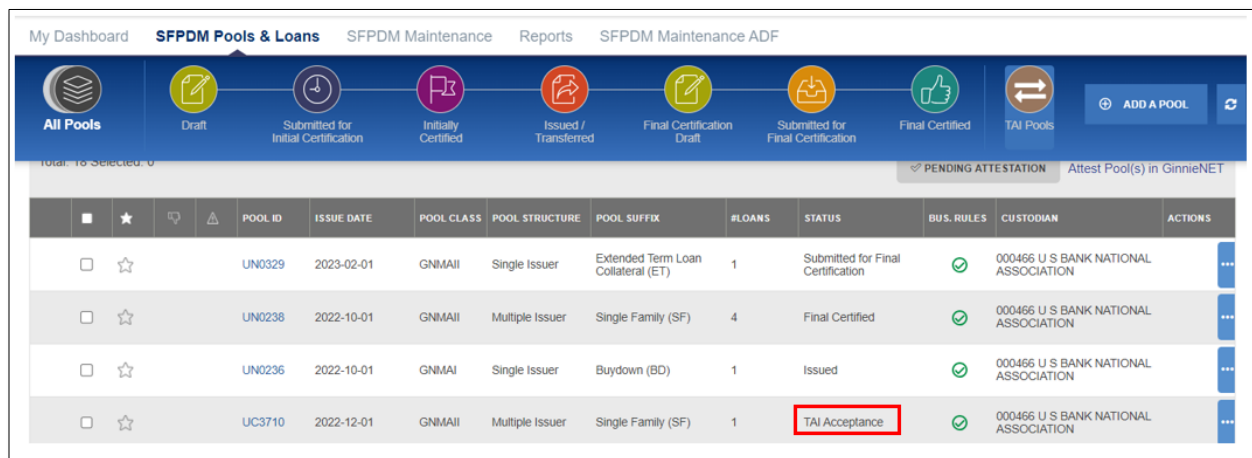 My Dashboard SFPDM Pools & Loans SFPDM Maintenance Reports SFPDM Maintenance ADF
All Pools Draft Submitted for Initial Certification Initially Certified Issued / Transferred Final Certification Draft Submitted for Final Certification Final Certified TAI Pools ADD A POOL
Total: 18 Selected: 0
PENDING ATTESTATION Attest Pool(s) in GinnieNET
POOL ID ISSUE DATE POOL CLASS POOL STRUCTURE POOL SUFFIX #LOANS STATUS BUS. RULES CUSTODIAN ACTIONS
UN0329 2023-02-01 GNMAII Single Issuer Extended Term Loan Collateral (ET) 1 Submitted for Final Certification 000466 U S BANK NATIONAL ASSOCIATION
UN0238 2022-10-01 GNMAII Multiple Issuer Single Family (SF) 4 Final Certified 000466 U S BANK NATIONAL ASSOCIATION
UN0236 2022-10-01 GNMAI Single Issuer Buydown (BD) 1 Issued 000466 U S BANK NATIONAL ASSOCIATION
UC3710 2022-12-01 GNMAII Multiple Issuer Single Family (SF) 1 TAI Acceptance 000466 U S BANK NATIONAL ASSOCIATION